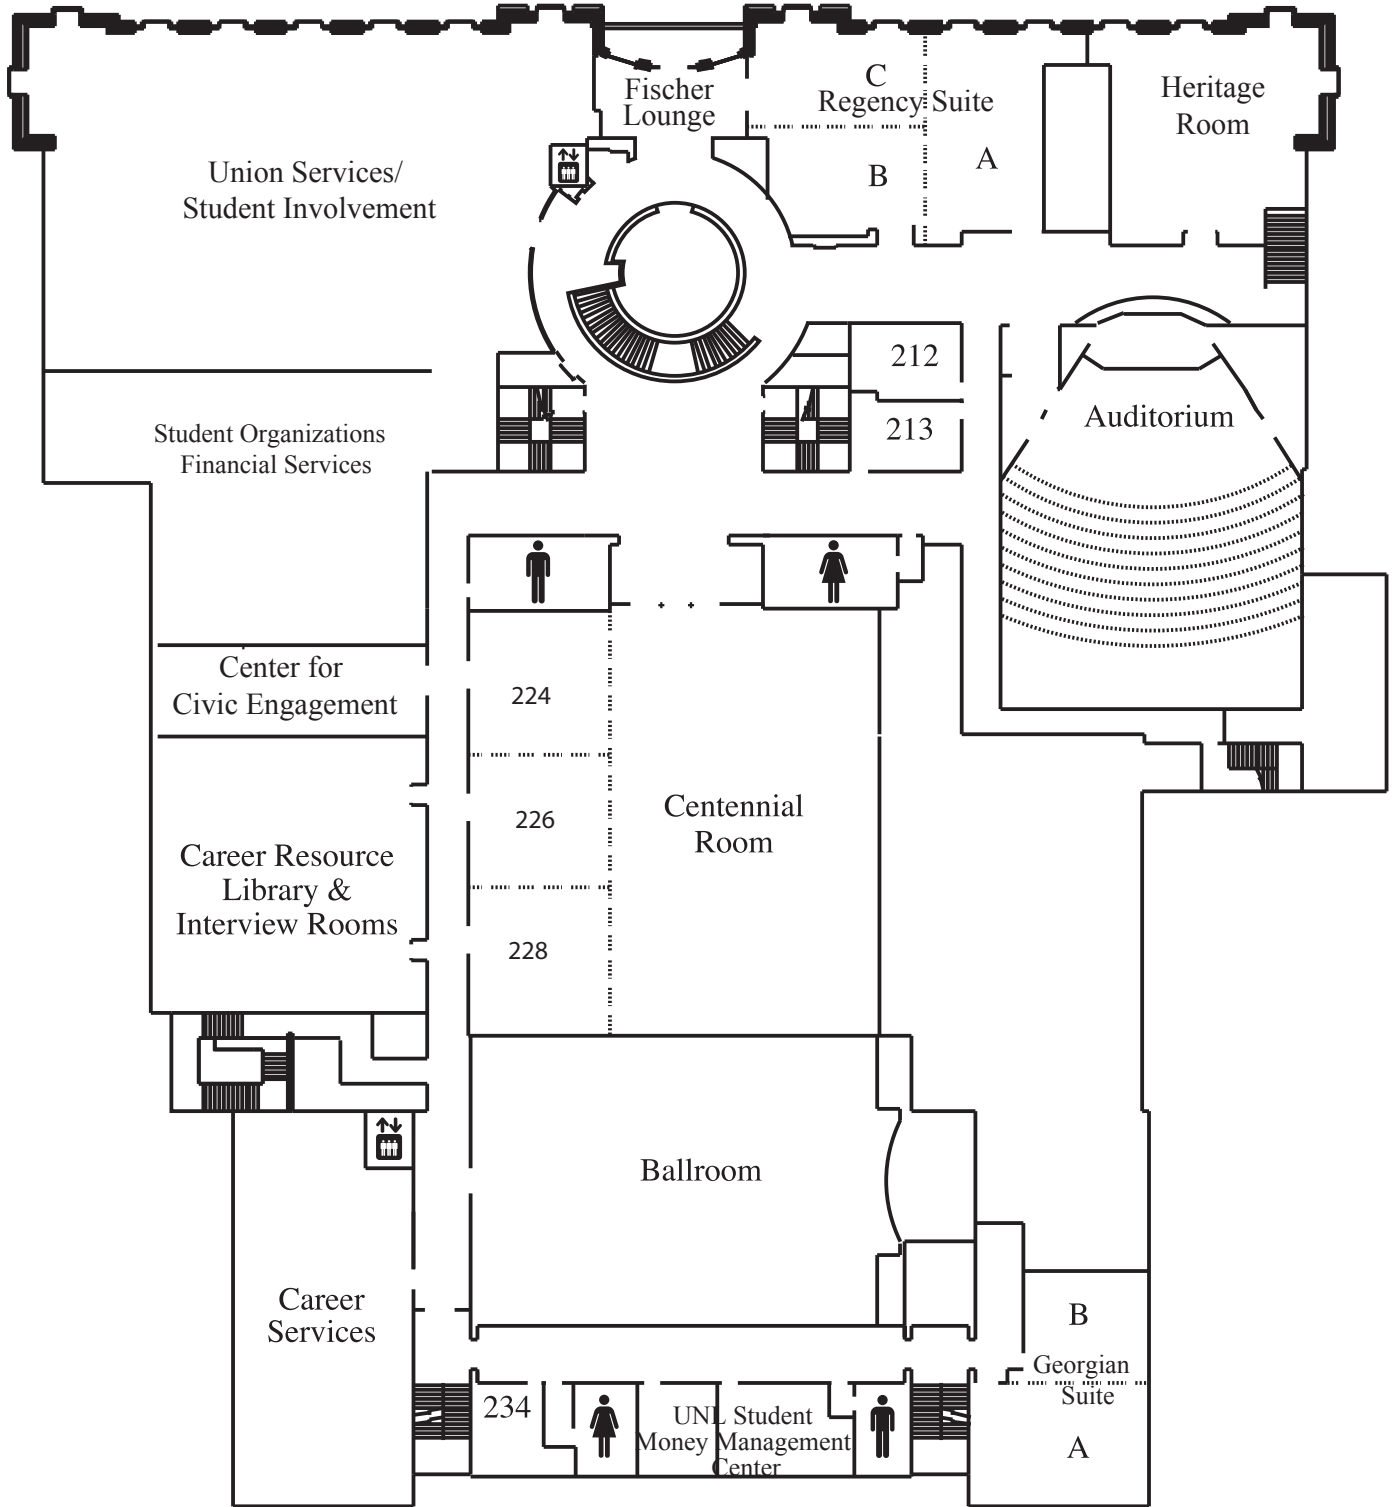 Fischer
Lounge
C
Regency Suite
B
A
Heritage
Room
Union Services/
Student Involvement
212
213
Auditorium
Student Organizations
Financial Services
Center for
Civic Engagement
224
226
228
Centennial
Room
Career Resource
Library &
Interview Rooms
Ballroom
Career
Services
B
Georgian
Suite
A
234
UNL Student
Money Management
Center